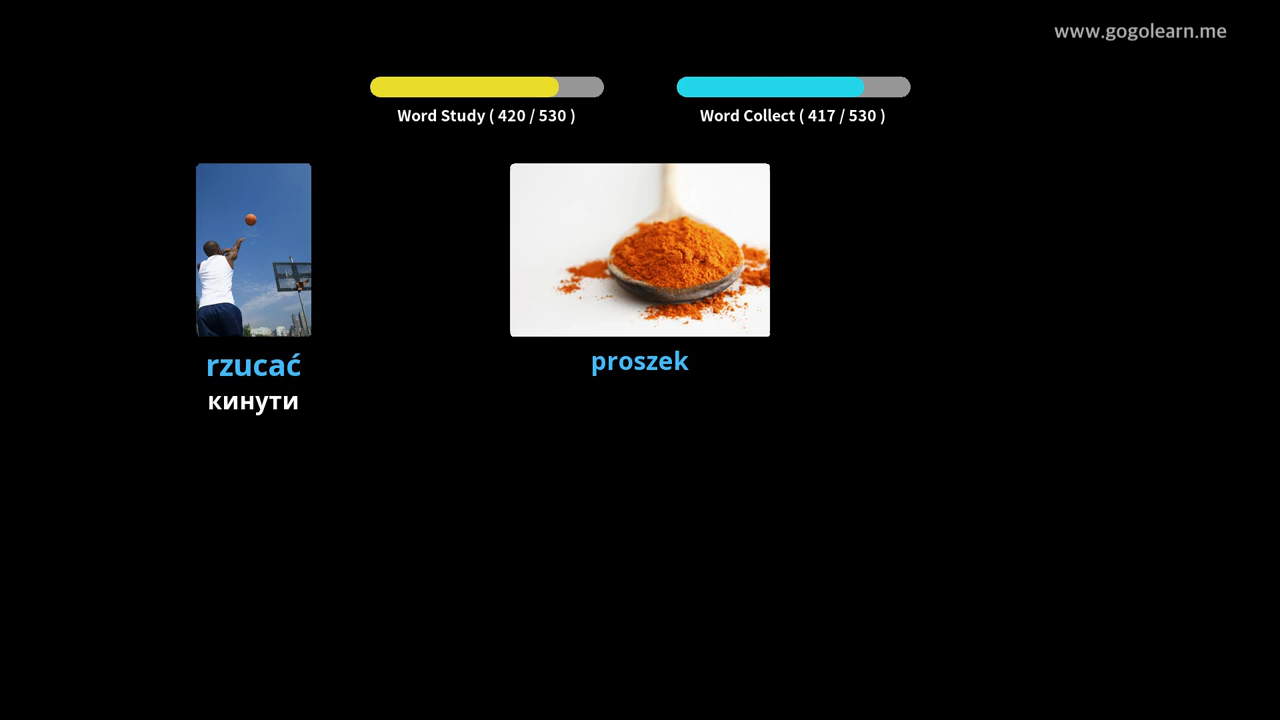 www.gogolearn.me
Word Study ( 420 / 530 )
Word Collect ( 417 / 530 )
rzucać
кинути
proszek